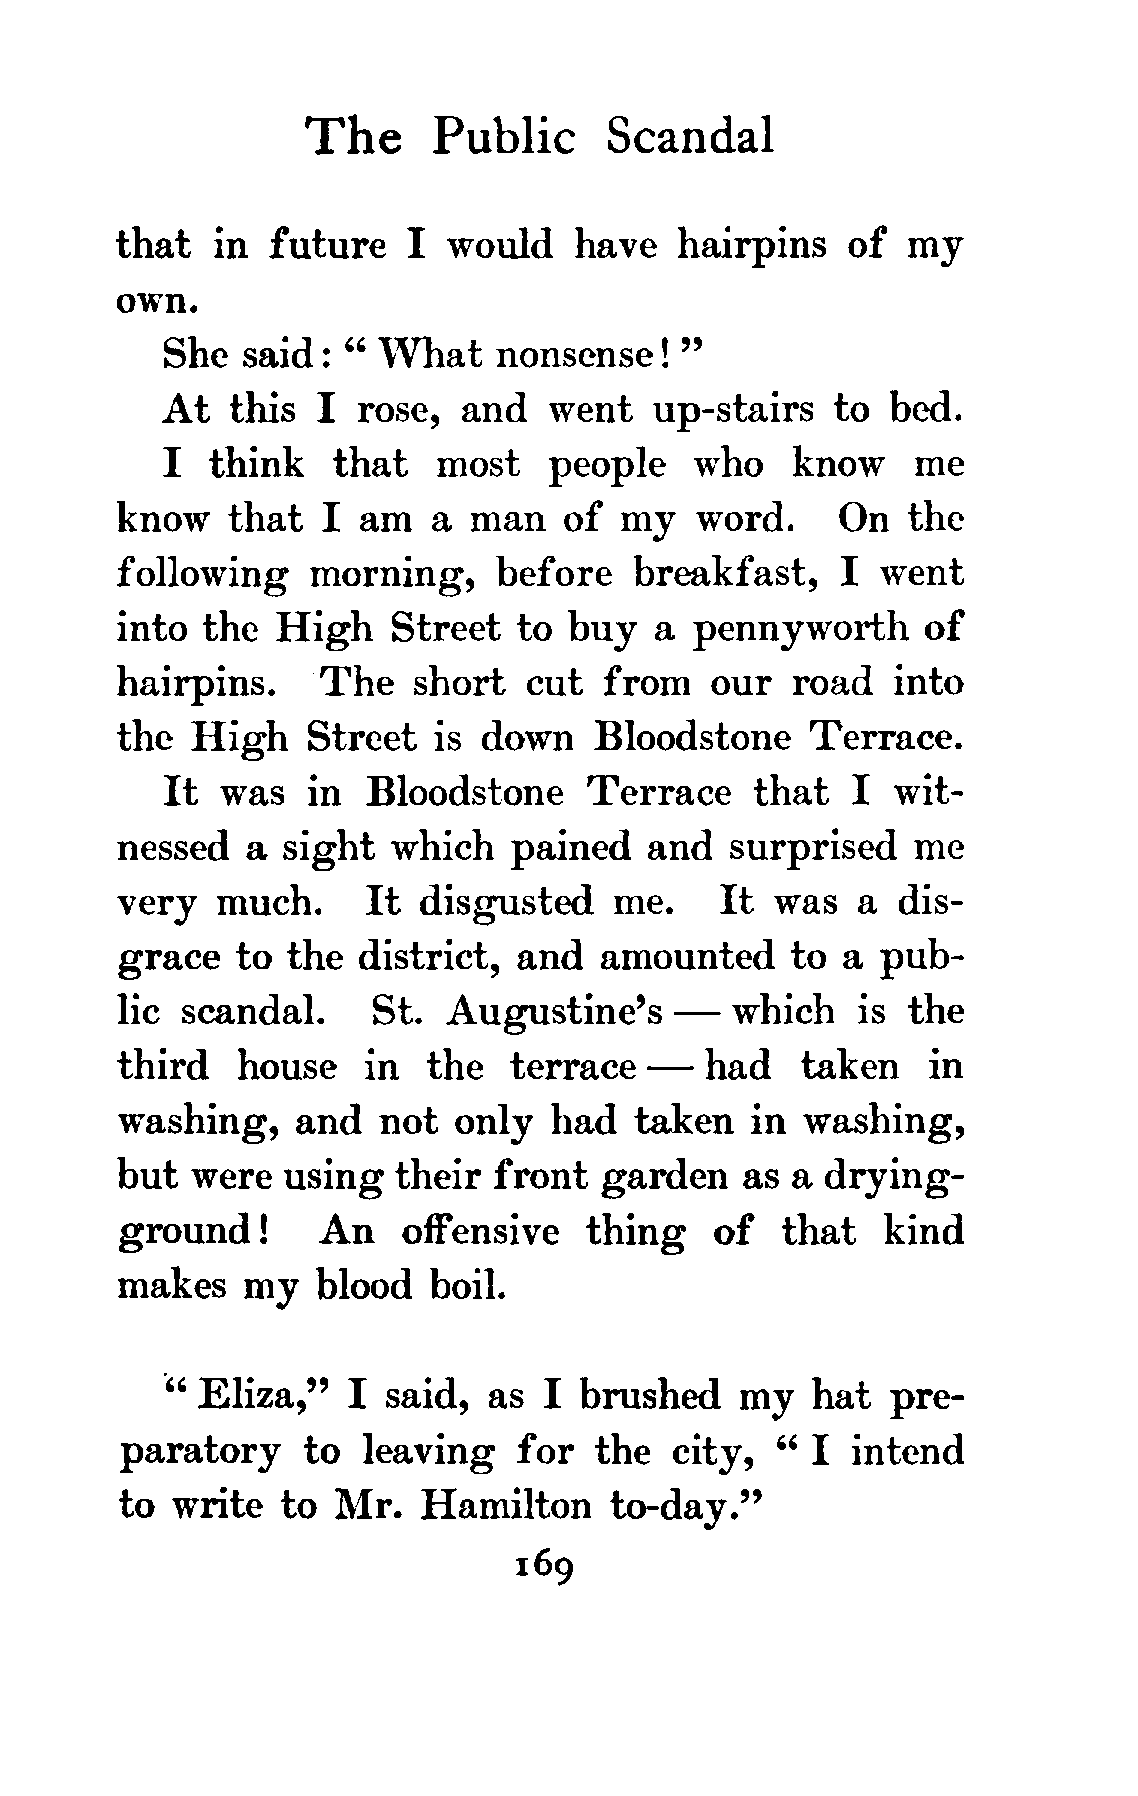 The Public Scandal
that in future I would have hairpins of my
own.
She said: “ What nonsense! ”
At this I rose, and went up-stairs to bed.
I think that most people who know me
know that I am a man of my word. On the
following morning, before breakfast, I went
into the High Street to buy a pennyworth of
hairpins. The short cut from our road into
the High Street is down Bloodstone Terrace.
It was in Bloodstone Terrace that I wit-
nessed a sight which pained and surprised me
very much. It disgusted me. It was a dis-
grace to the district, and amounted to a pub-
lic scandal. St. Augustine’s — which is the
third house in the terrace — had taken in
washing, and not only had taken in washing,
but were using their front garden as a drying-
ground! An offensive thing of that kind
makes my blood boil.
“ Eliza,” I said, as I brushed my hat pre-
paratory to leaving for the city, “ I intend
to write to Mr. Hamilton to-day.”
169